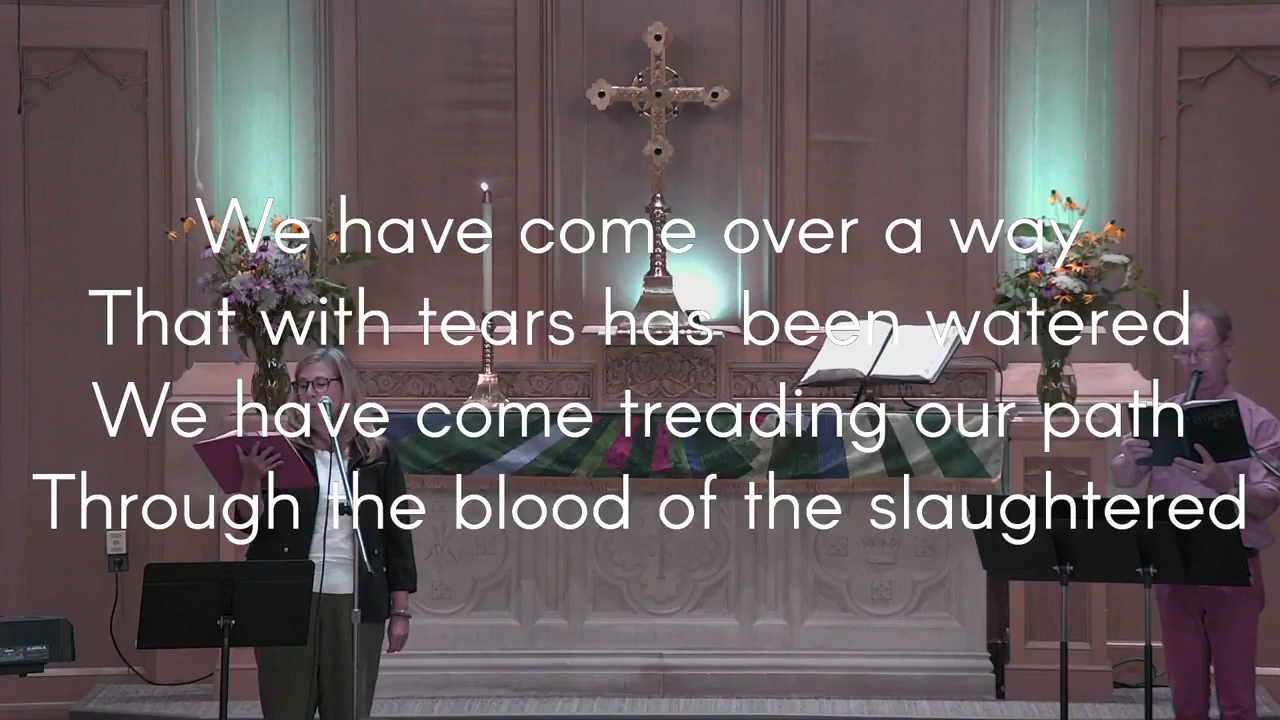 We have come over a way
That with tears has been watered
We have come treading our path
Through the blood of the slaughtered